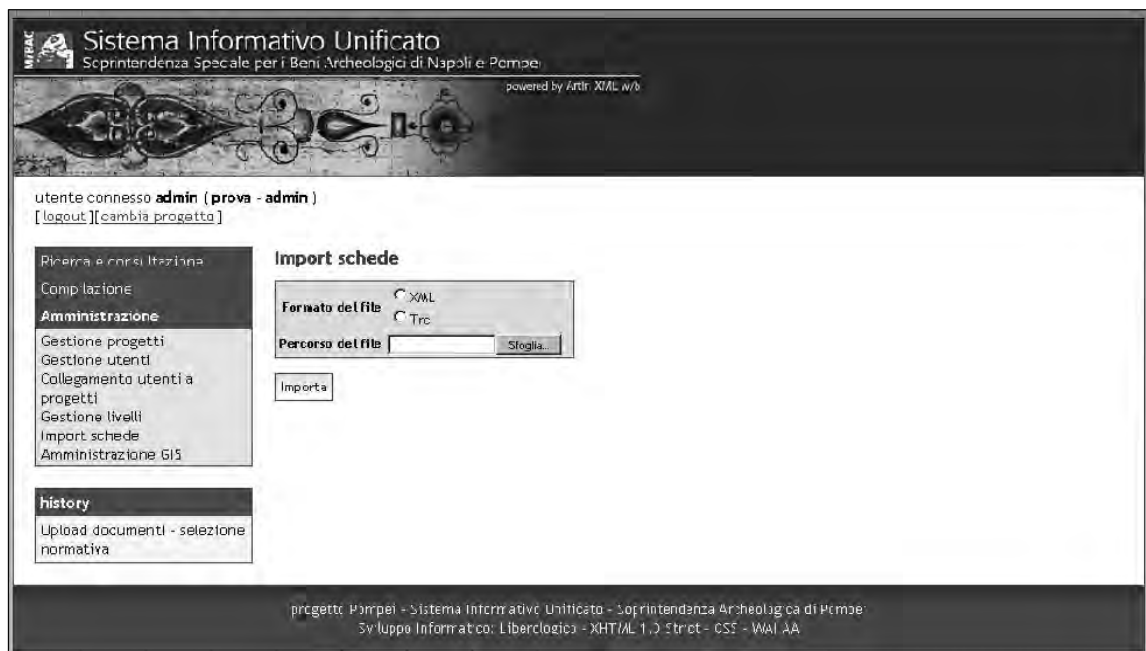 MiBAC
Sistema Informativo Unificato
Soprintendenza Speciale per i Beni Archeologici di Napoli e Pompei
powered by Artin XML w/b
utente connesso admin ( prova - admin )
[ logout ][ cambia progetto ]
Ricerca e consultazione
Compilazione
Amministrazione
Gestione progetti
Gestione utenti
Collegamento utenti a
progetti
Gestione livelli
Import schede
Amministrazione GIS
history
Upload documenti - selezione
normativa
Import schede
Formato del file
XML
Trc
Percorso del file
Sfoglia...
Importa
progetto Pompei - Sistema Informativo Unificato - Soprintendenza Archeologica di Pompei
Sviluppo Informatico: Liberologico - XHTML 1.0 Strict - CSS - WAI AA